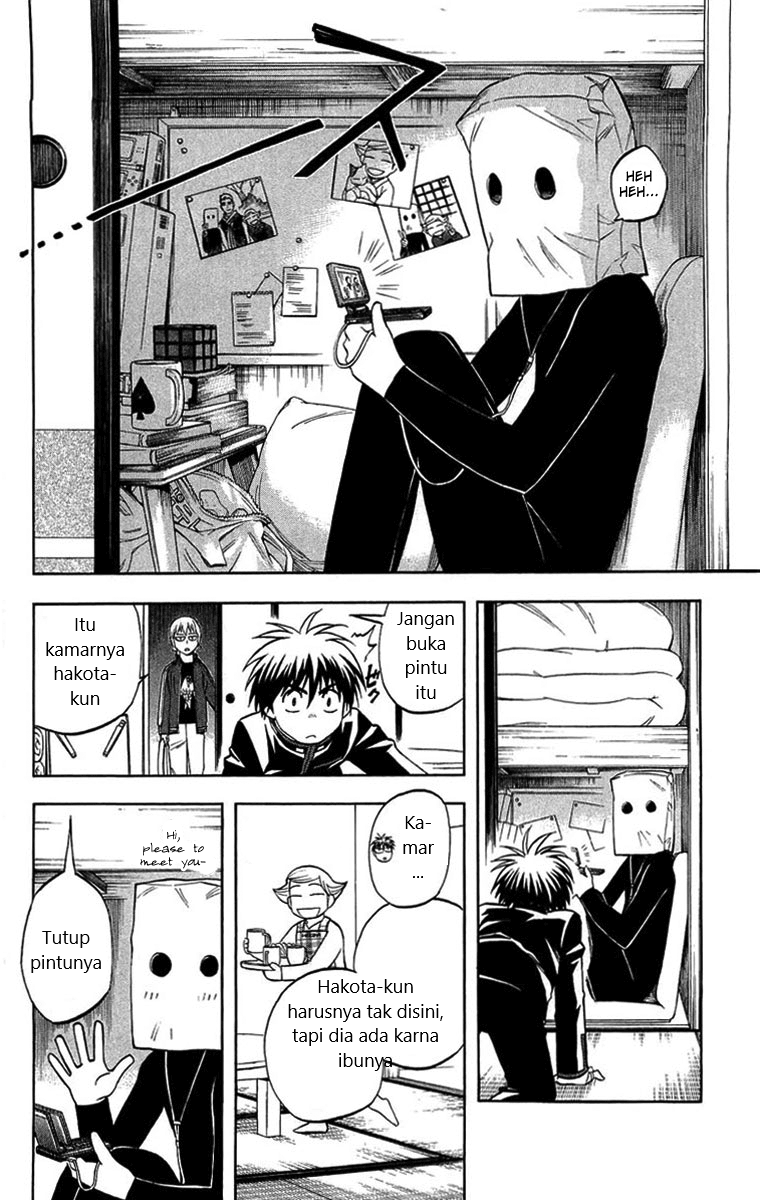 HEH
HEH...
Jangan
buka
pintu
itu
Itu
kamarnya
hakota-
kun
Ka-
mar
...
Hakota-kun
harusnya tak disini,
tapi dia ada karna
ibunya
Hi,
please to
meet you-
Tutup
pintunya